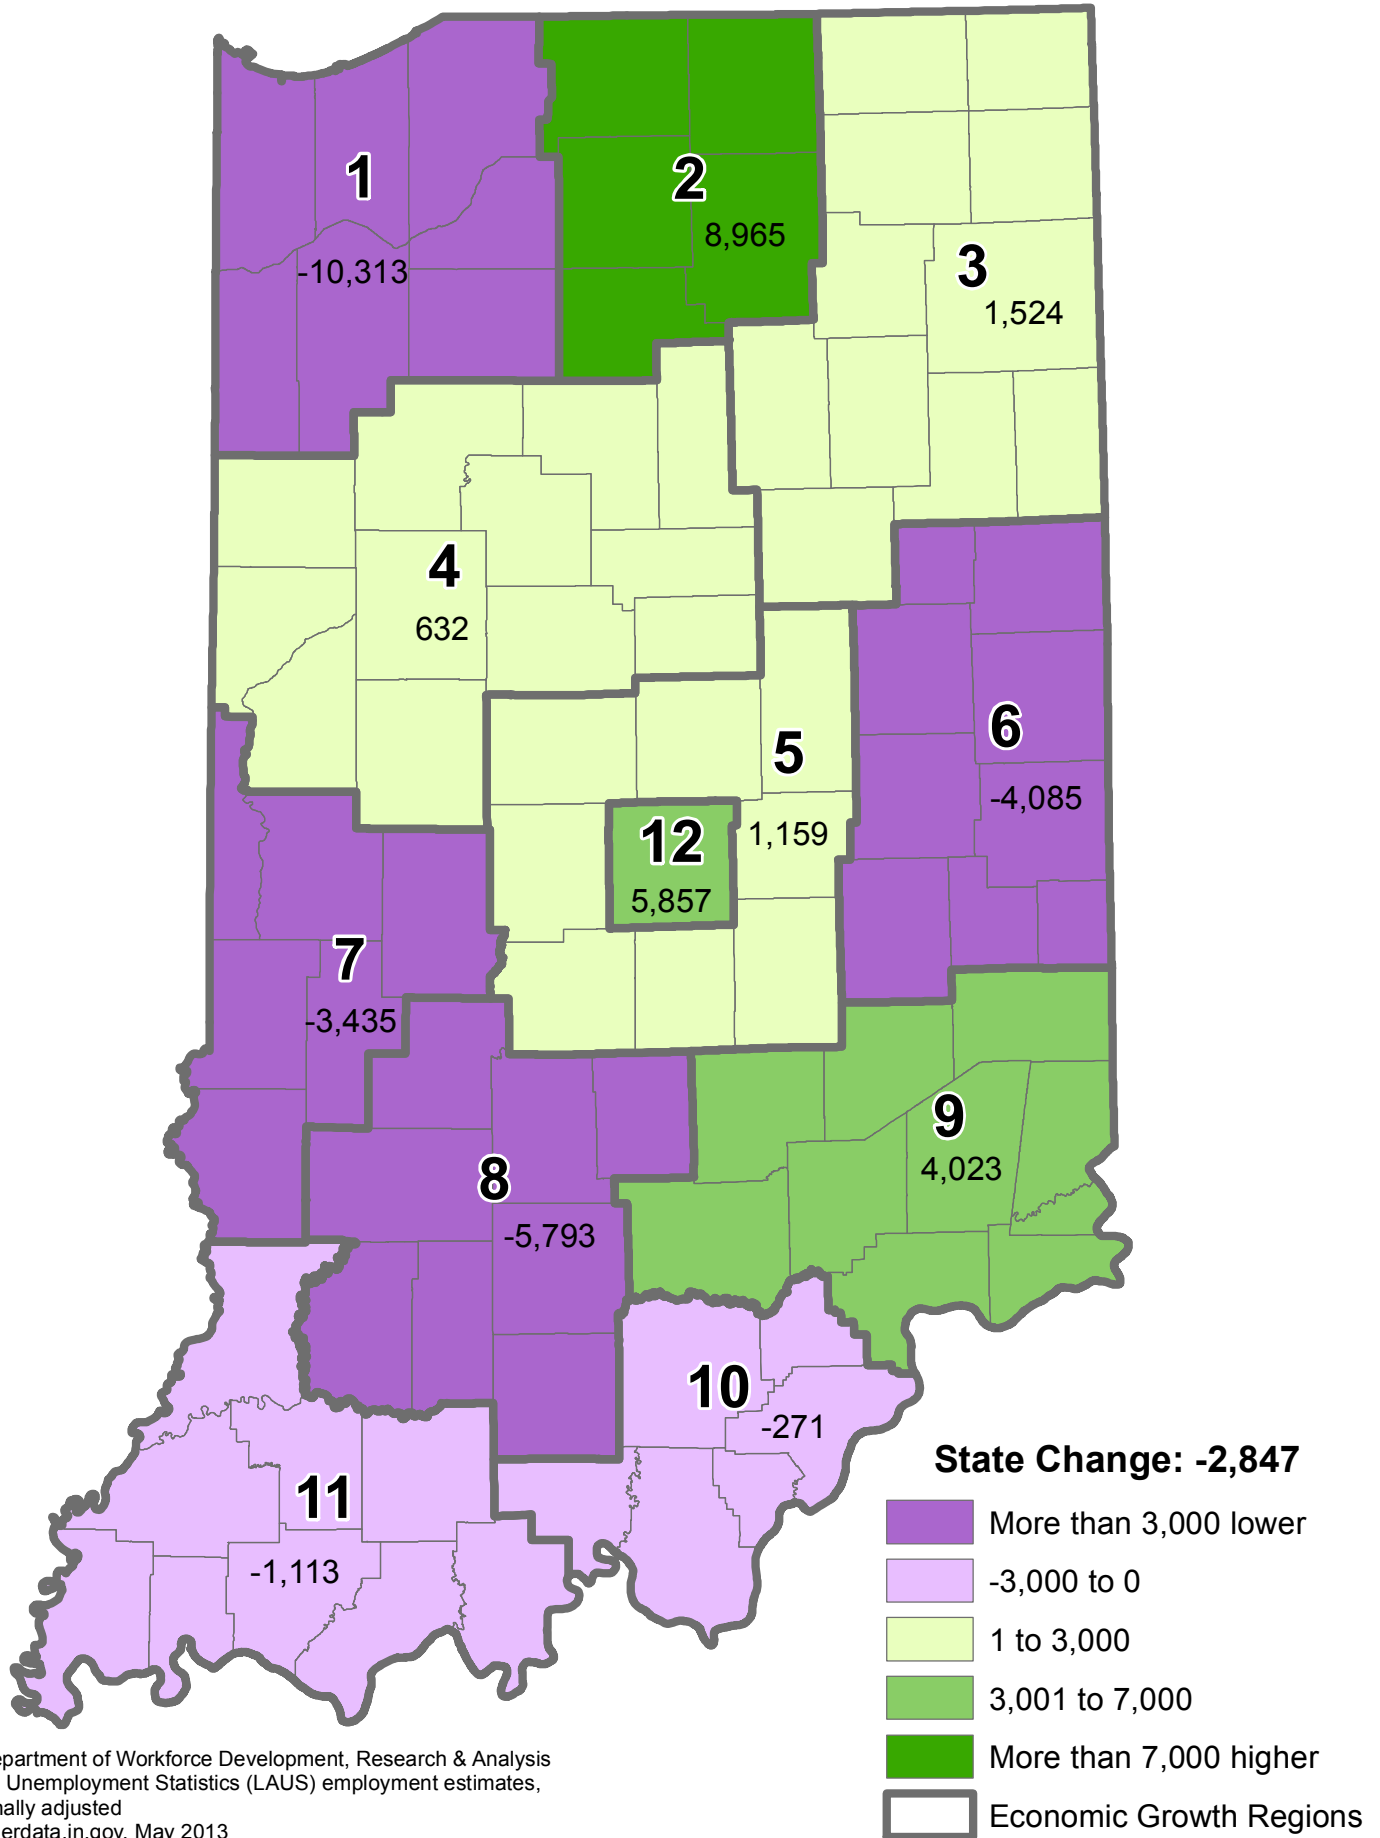 1
-10,313
2
8,965
3
1,524
4
632
5
1,159
6
-4,085
12
5,857
7
-3,435
8
-5,793
9
4,023
10
-271
11
-1,113
State Change: -2,847
More than 3,000 lower
-3,000 to 0
1 to 3,000
3,001 to 7,000
More than 7,000 higher
Economic Growth Regions
epartment of Workforce Development, Research & Analysis
Unemployment Statistics (LAUS) employment estimates,
nally adjusted
erdata.in.gov, May 2013